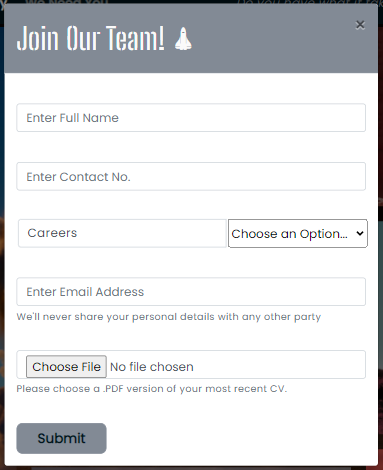 We Need You
Join Our Team!
×
Enter Full Name
Enter Contact No.
Careers Choose an Option...
Enter Email Address
We'll never share your personal details with any other party
Choose File No file chosen
Please choose a .PDF version of your most recent CV.
Submit